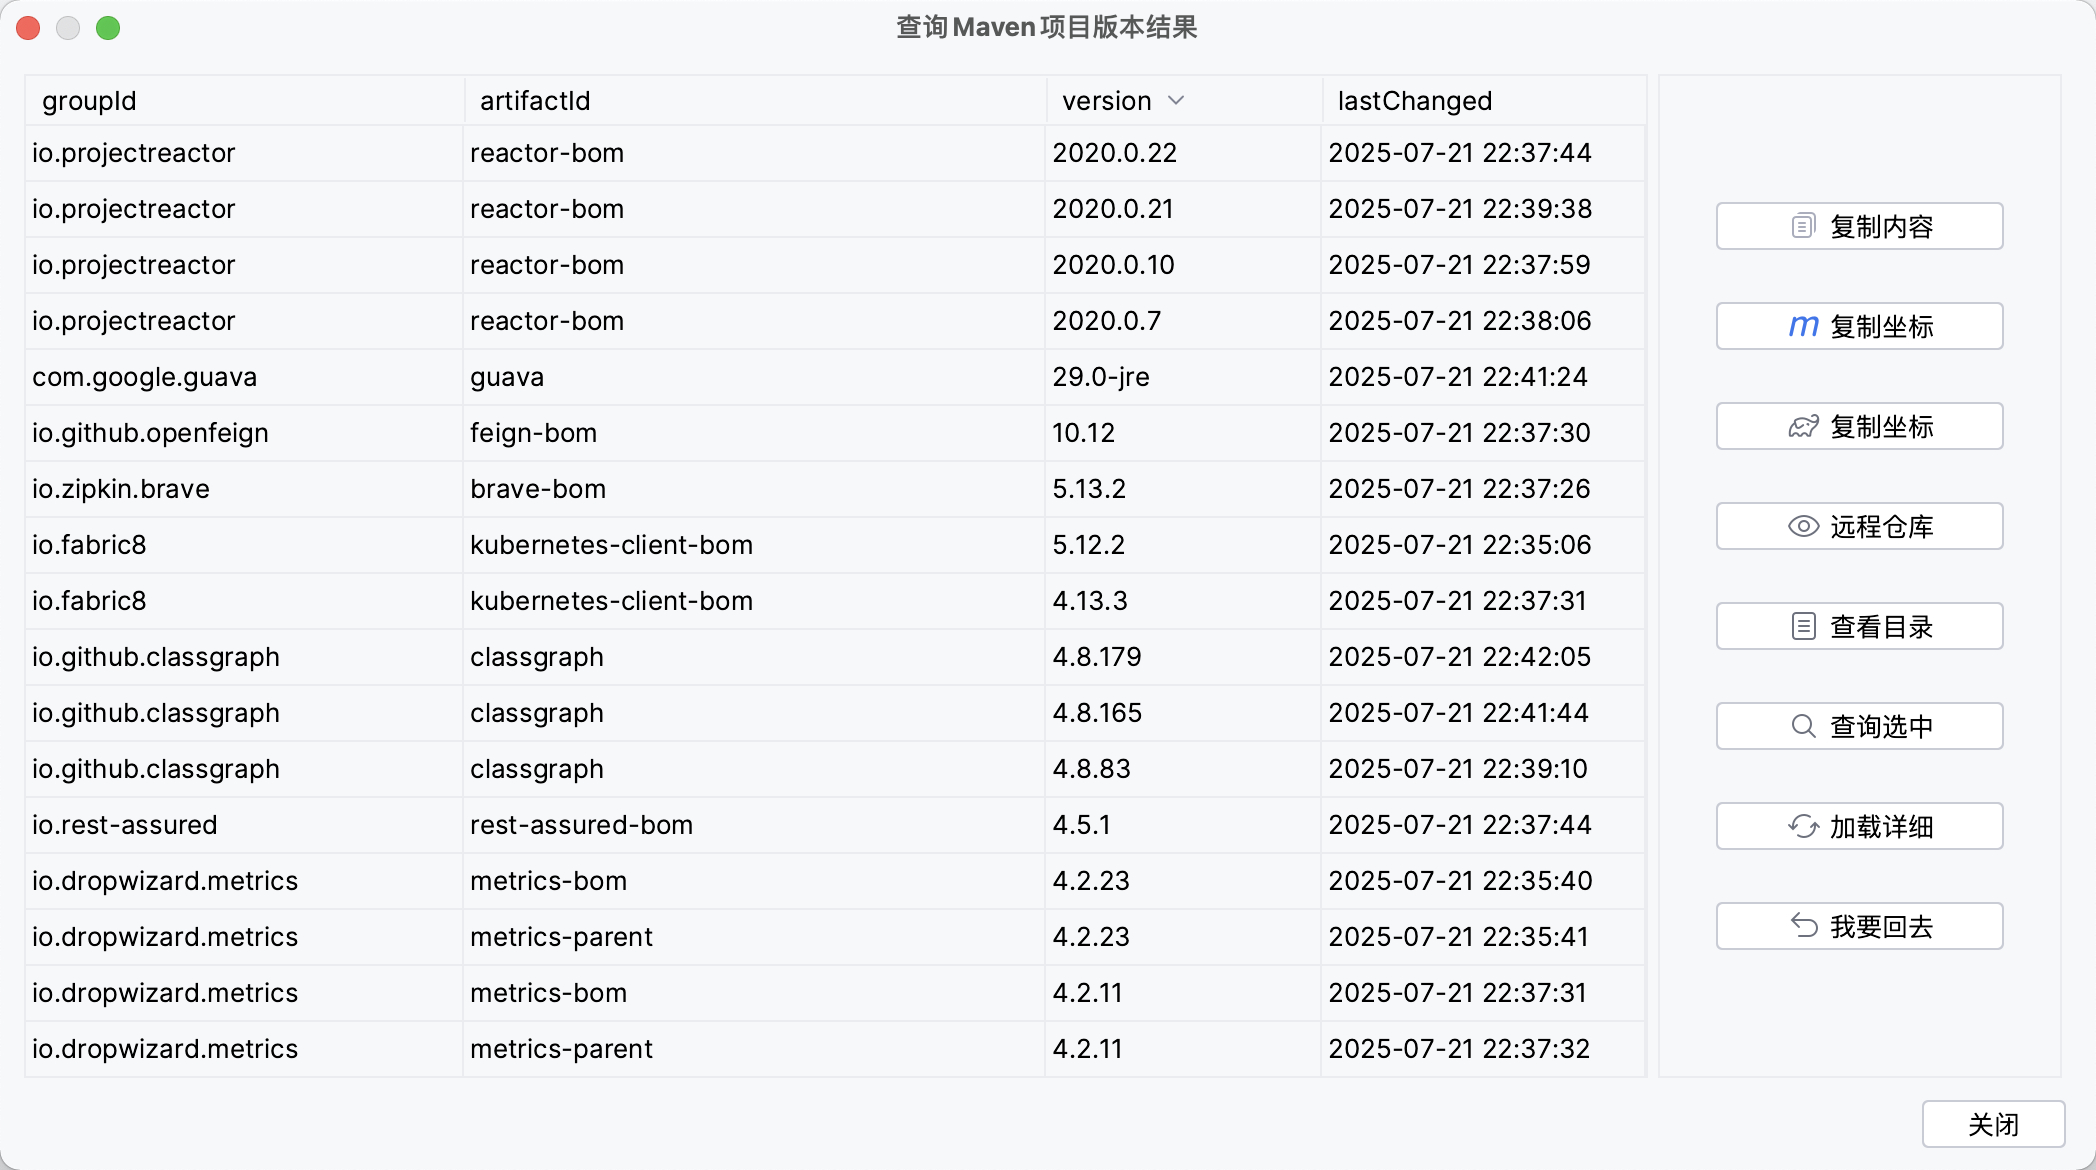 查询Maven项目版本结果
groupId artifactId version lastChanged
io.projectreactor reactor-bom 2020.0.22 2025-07-21 22:37:44
io.projectreactor reactor-bom 2020.0.21 2025-07-21 22:39:38
io.projectreactor reactor-bom 2020.0.10 2025-07-21 22:37:59
io.projectreactor reactor-bom 2020.0.7 2025-07-21 22:38:06
com.google.guava guava 29.0-jre 2025-07-21 22:41:24
io.github.openfeign feign-bom 10.12 2025-07-21 22:37:30
io.zipkin.brave brave-bom 5.13.2 2025-07-21 22:37:26
io.fabric8 kubernetes-client-bom 5.12.2 2025-07-21 22:35:06
io.fabric8 kubernetes-client-bom 4.13.3 2025-07-21 22:37:31
io.github.classgraph classgraph 4.8.179 2025-07-21 22:42:05
io.github.classgraph classgraph 4.8.165 2025-07-21 22:41:44
io.github.classgraph classgraph 4.8.83 2025-07-21 22:39:10
io.rest-assured rest-assured-bom 4.5.1 2025-07-21 22:37:44
io.dropwizard.metrics metrics-bom 4.2.23 2025-07-21 22:35:40
io.dropwizard.metrics metrics-parent 4.2.23 2025-07-21 22:35:41
io.dropwizard.metrics metrics-bom 4.2.11 2025-07-21 22:37:31
io.dropwizard.metrics metrics-parent 4.2.11 2025-07-21 22:37:32
复制内容
m 复制坐标
复制坐标
远程仓库
查看目录
查询选中
加载详细
我要回去
关闭